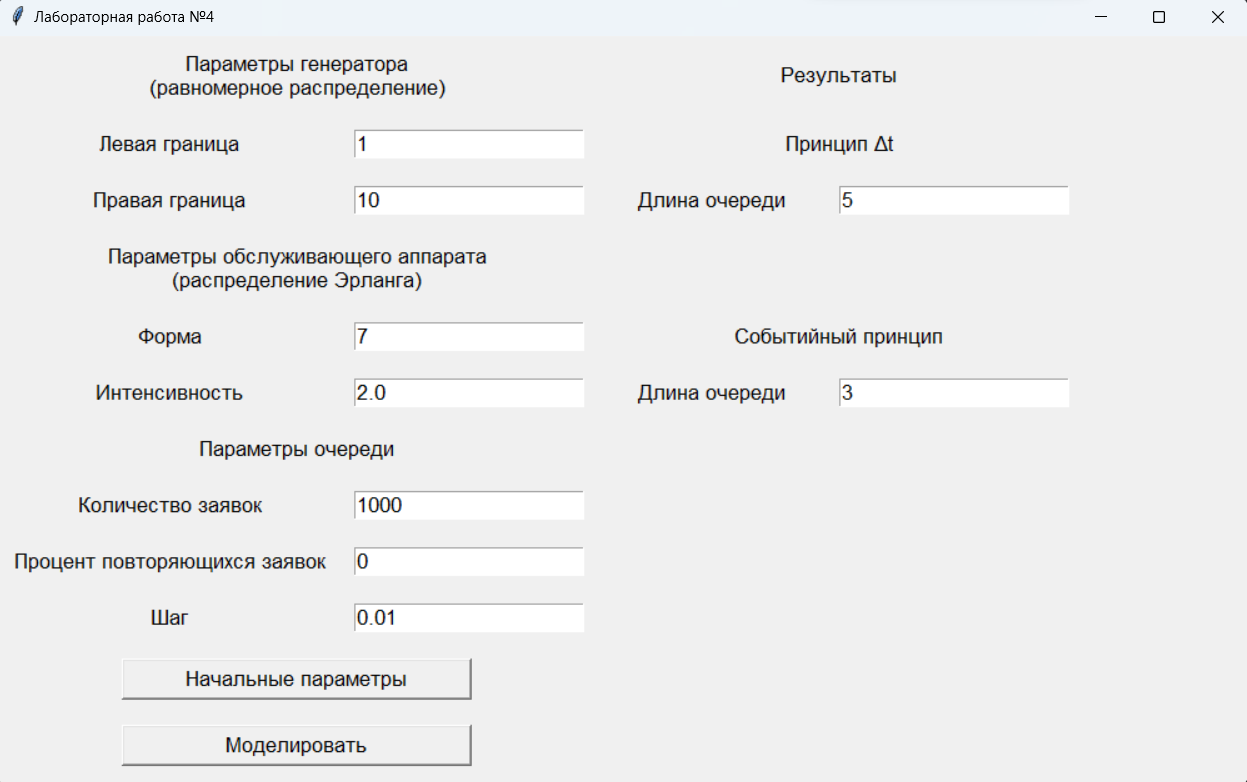 Лабораторная работа №4
Параметры генератора
(равномерное распределение)
Результаты
Левая граница
1
Принцип Δt
Правая граница
10
Длина очереди
5
Параметры обслуживающего аппарата
(распределение Эрланга)
Форма
7
Событийный принцип
Интенсивность
2.0
Длина очереди
3
Параметры очереди
Количество заявок
1000
Процент повторяющихся заявок
0
Шаг
0.01
Начальные параметры
Моделировать